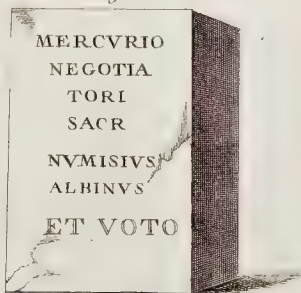 MERCVRIO
NEGOTIA
TORI
SACR
NVMISIVS
ALBINVS
ET VOTO